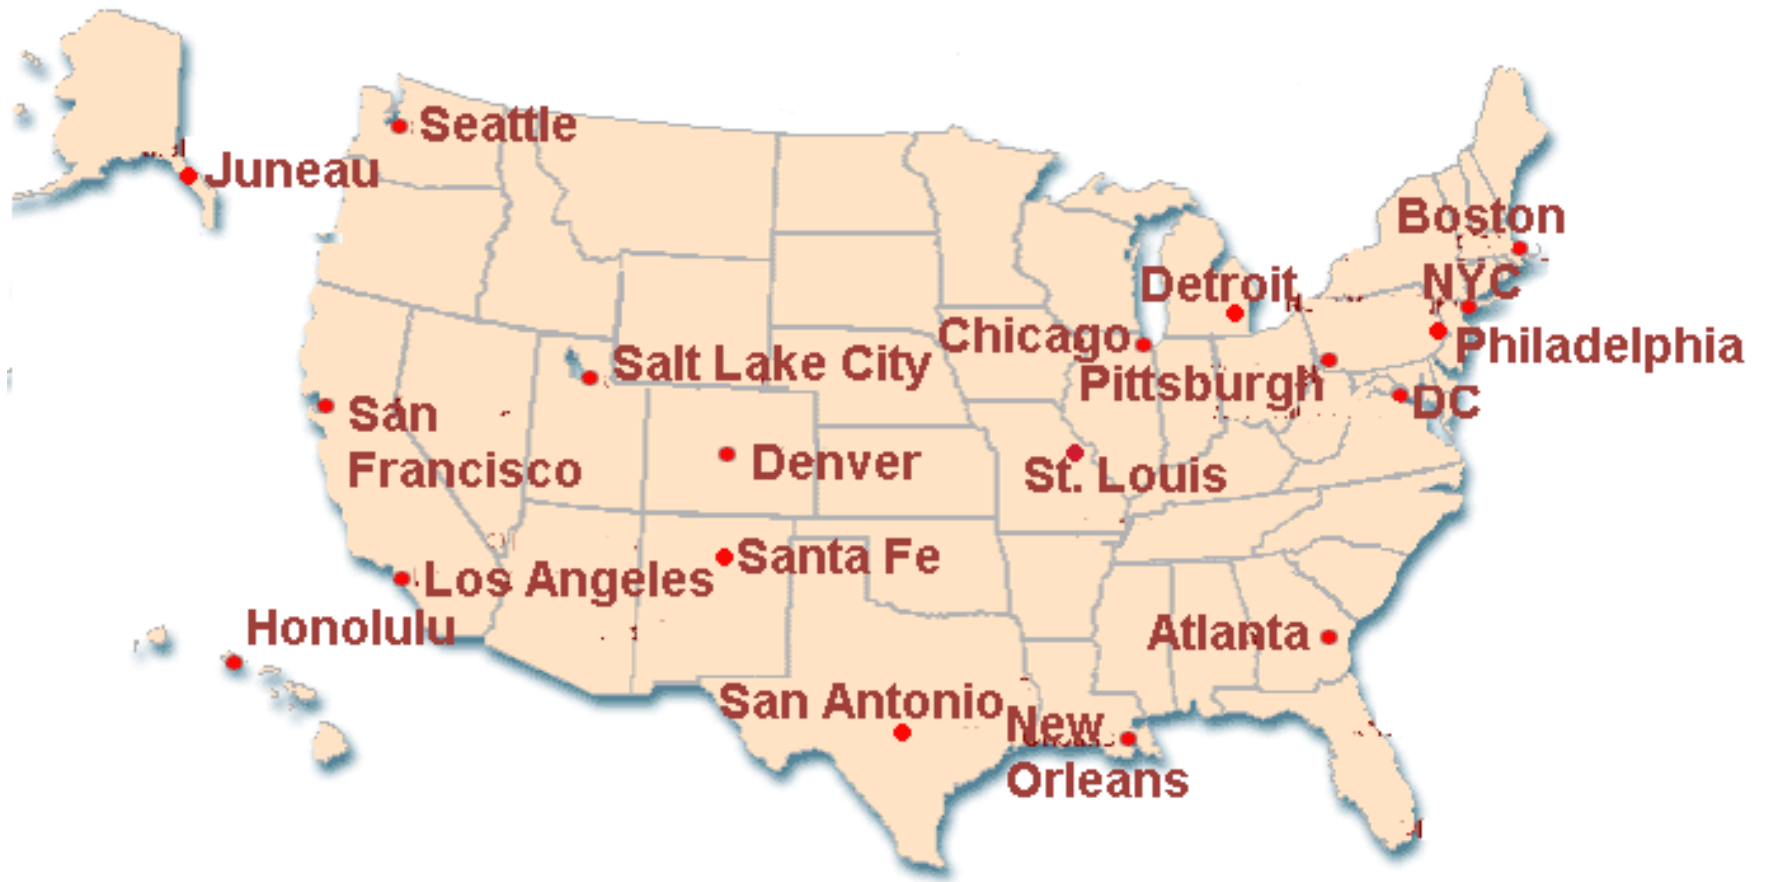 Seattle
Juneau
Boston
NYC
Detroit
Chicago
Philadelphia
Salt Lake City
Pittsburgh
DC
San
Francisco
Denver
St. Louis
Santa Fe
Los Angeles
Honolulu
Atlanta
San Antonio
New
Orleans